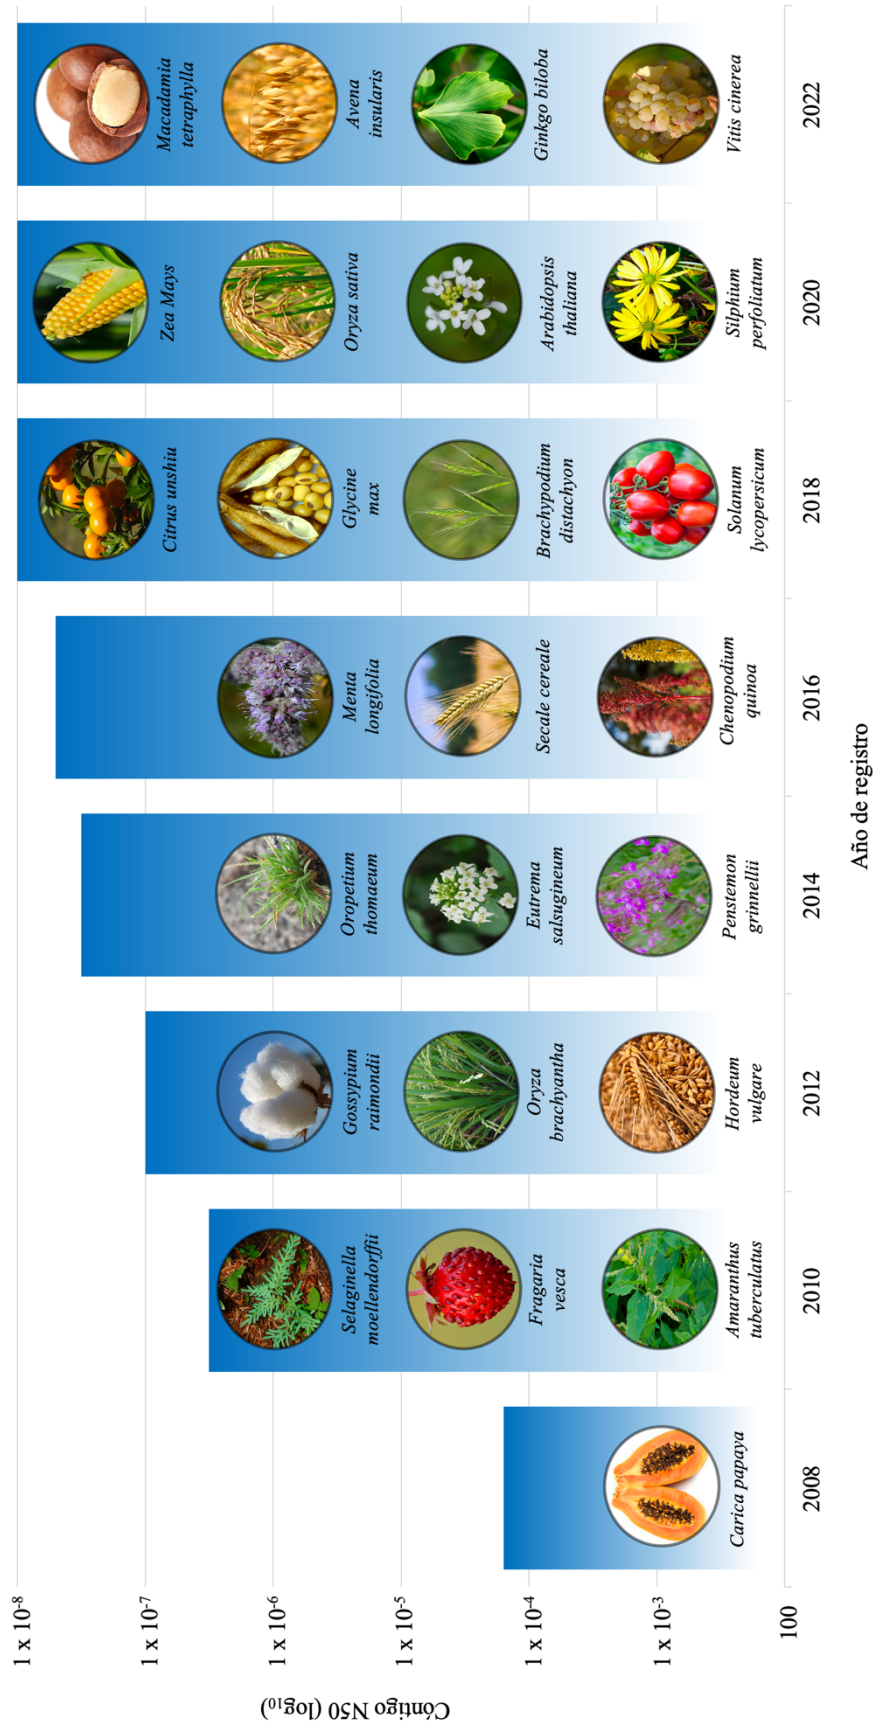 Cóntigo N50 (log10)
1 x 10-8
1 x 10-7
1 x 10-6
1 x 10-5
1 x 10-4
1 x 10-3
100
Carica papaya
Selaginella
moellendorffii
Fragaria
vesca
Amaranthus
tuberculatus
Gossypium
raimondii
Oryza
brachyantha
Hordeum
vulgare
Oropetium
thomaeum
Eutrema
salsugineum
Penstemon
grinnellii
Menta
longifolia
Secale cereale
Chenopodium
quinoa
Citrus unshiu
Glycine
max
Brachypodium
distachyon
Solanum
lycopersicum
Zea Mays
Oryza sativa
Arabidopsis
thaliana
Silphium
perfoliatum
Macadamia
tetraphylla
Avena
insularis
Ginkgo biloba
Vitis cinerea
2008
2010
2012
2014
2016
2018
2020
2022
Año de registro